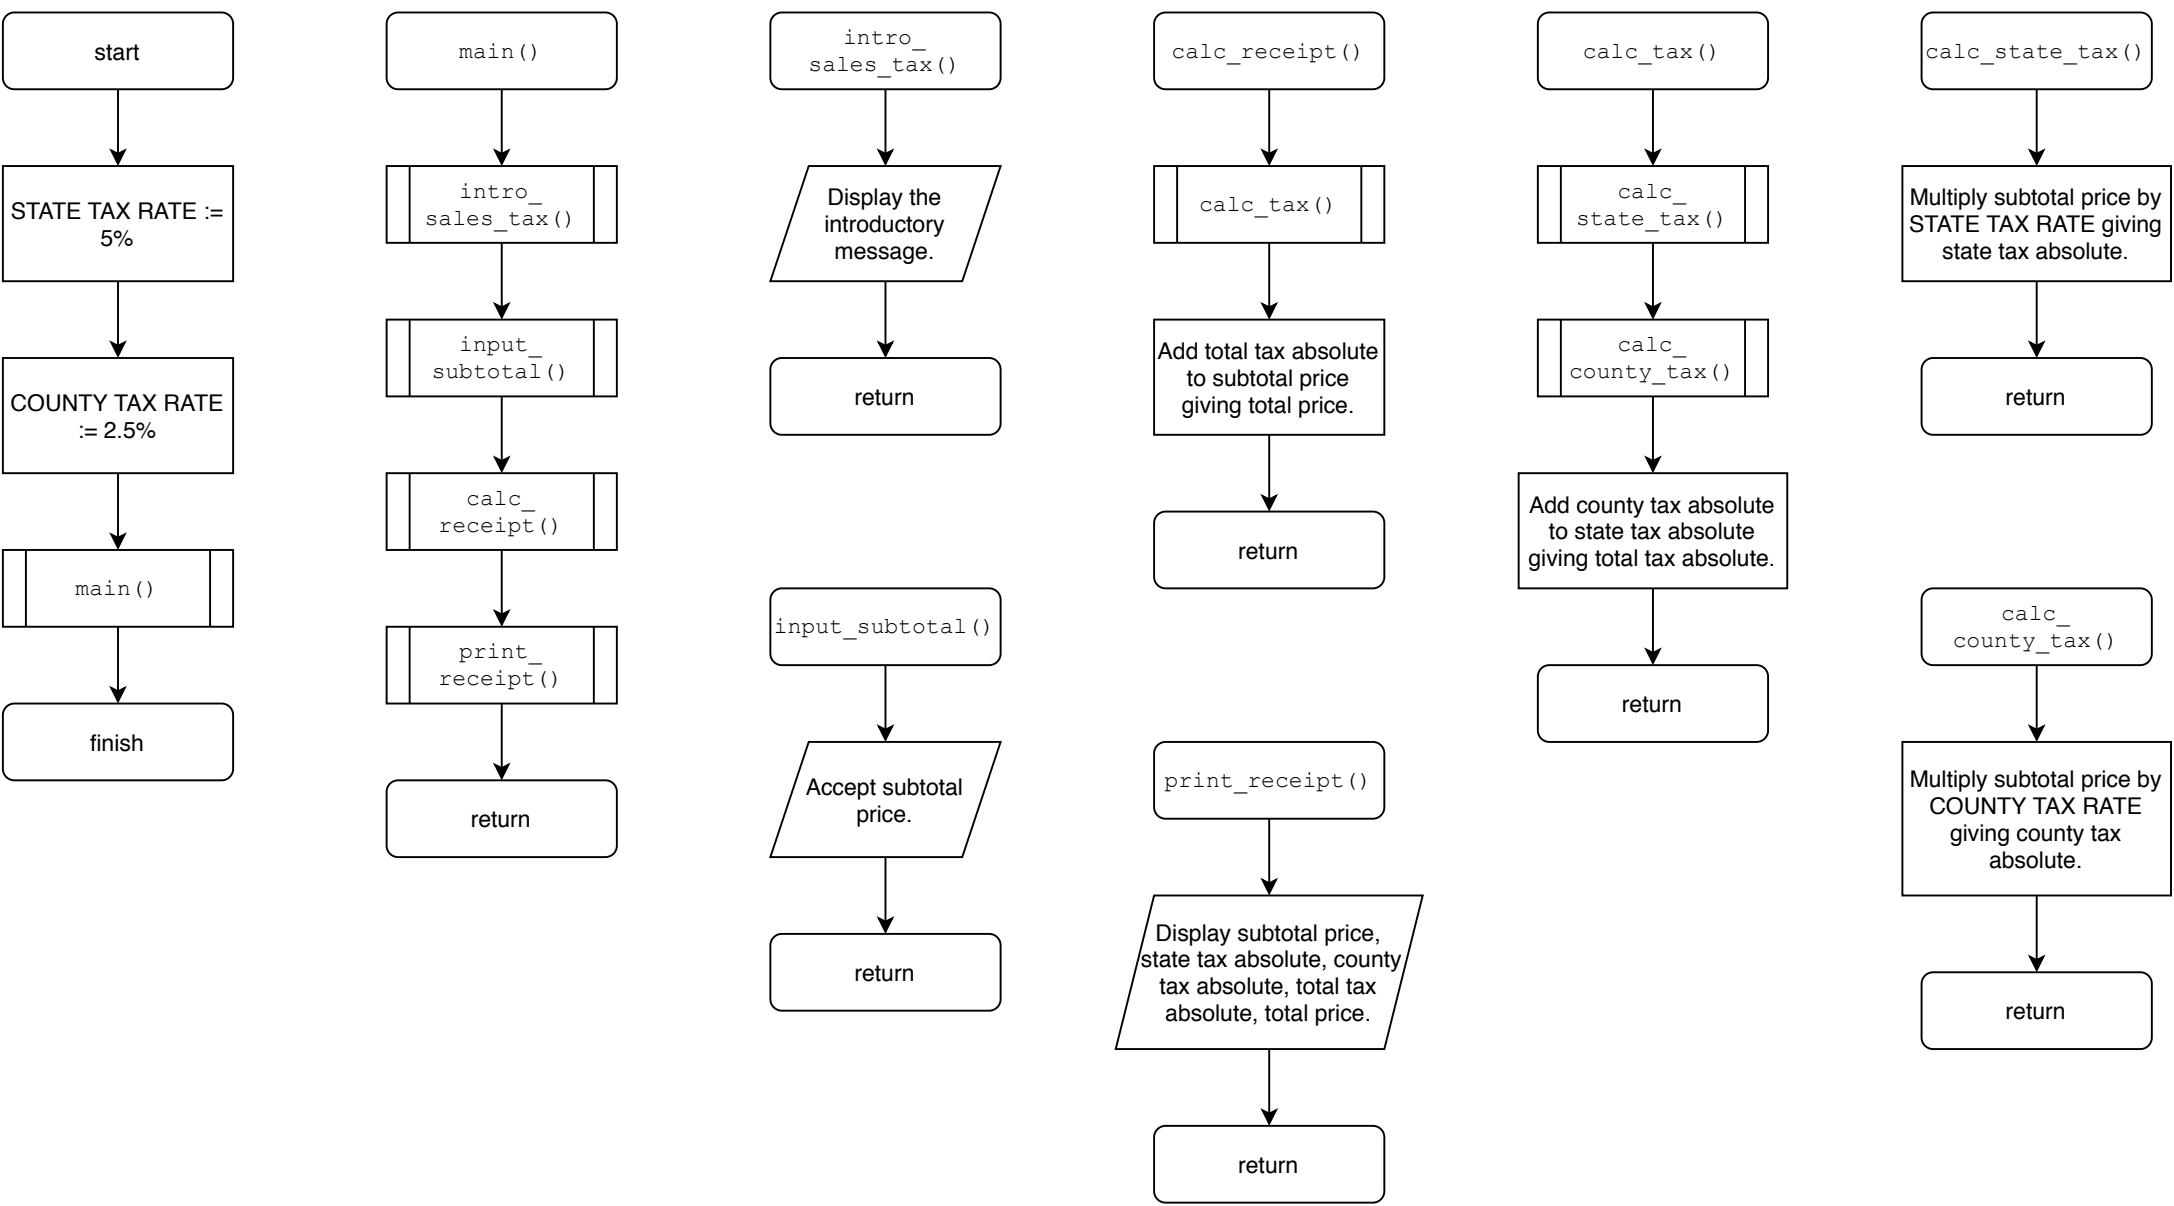 start
STATE TAX RATE :=
5%
COUNTY TAX RATE
:= 2.5%
main()
finish
main()
intro_
sales_tax()
input_
subtotal()
calc_
receipt()
print_
receipt()
return
intro_
sales_tax()
Display the
introductory
message.
return
input_subtotal()
Accept subtotal
price.
return
calc_receipt()
calc_tax()
Add total tax absolute
to subtotal price
giving total price.
return
print_receipt()
Display subtotal price,
state tax absolute, county
tax absolute, total tax
absolute, total price.
return
calc_tax()
calc_
state_tax()
calc_
county_tax()
Add county tax absolute
to state tax absolute
giving total tax absolute.
return
calc_state_tax()
Multiply subtotal price by
STATE TAX RATE giving
state tax absolute.
return
calc_
county_tax()
Multiply subtotal price by
COUNTY TAX RATE
giving county tax
absolute.
return